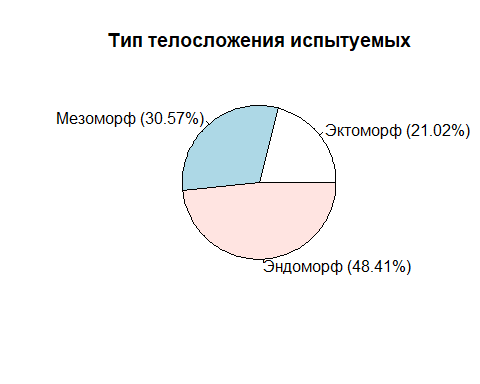 Тип телосложения испытуемых
Мезоморф (30.57%)
Эктоморф (21.02%)
Эндоморф (48.41%)